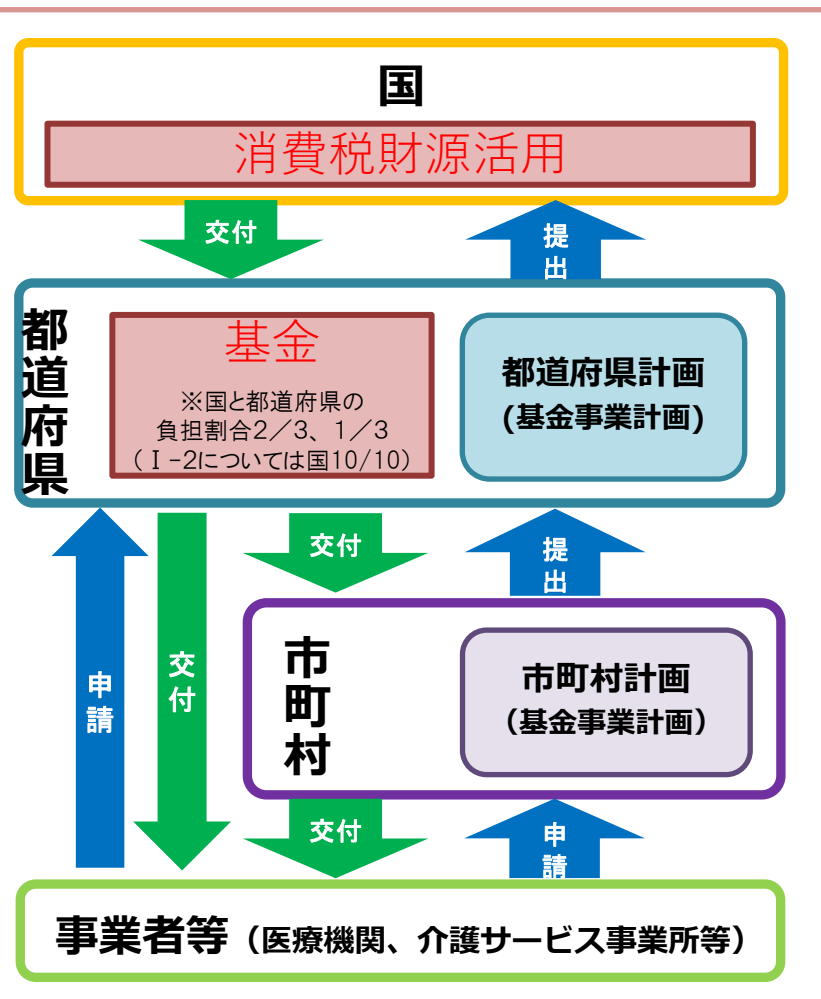 国
消費税財源活用
交付
提出
都道府県
基金
※国と都道府県の
負担割合2／3、1／3
（Ⅰ-2については国10/10）
都道府県計画
(基金事業計画)
交付
提出
申請
交付
市町村
市町村計画
（基金事業計画）
交付
申請
事業者等（医療機関、介護サービス事業所等）